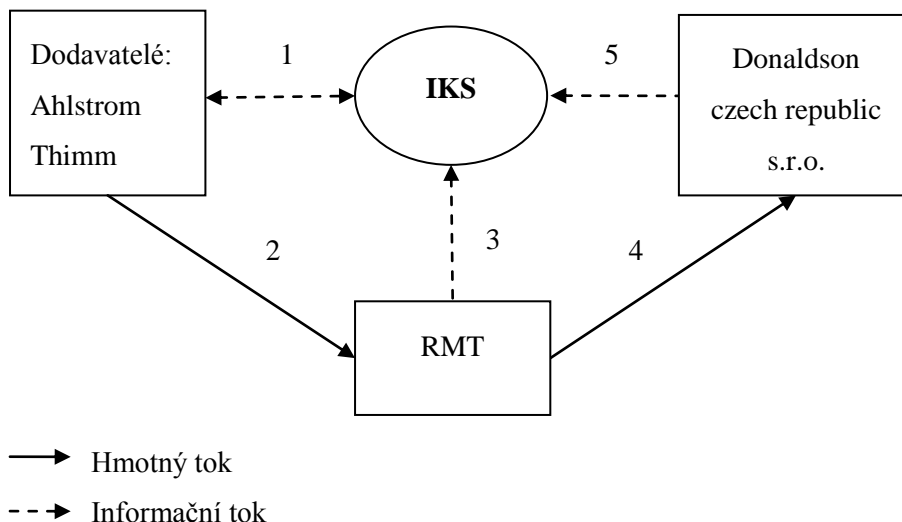 Dodavatelé:
Ahlstrom
Thimm
1
IKS
5
Donaldson
czech republic
s.r.o.
2
3
4
RMT
Hmotný tok
Informační tok